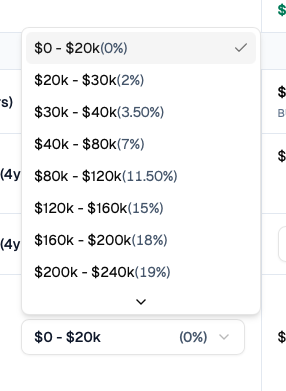 $
$0 - $20k(0%)
$20k - $30k(2%)
s)
$
$30k - $40k(3.50%)
B
$40k - $80k(7%)
$
(4y
$80k - $120k(11.50%)
$120k - $160k(15%)
(4y
$160k - $200k(18%)
$200k - $240k(19%)
$0 - $20k (0%)
$